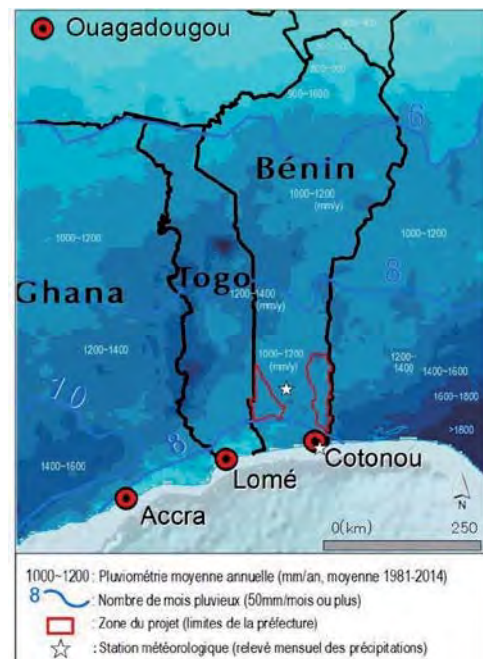 Ouagadougou
900~1600
6
Bénin
1000~1200
(mm/y)
1000~1200
1000~1200
Togo
8
Ghana
1200~1400
(mm/y)
1200~1400
1000~1200
(mm/y)
1200~
1400
1400~1600
10
1600~1800
8
>1800
1400~1600
Cotonou
Lomé
N
Accra
0(km) 250
1000~1200 : Pluviométrie moyenne annuelle (mm/an, moyenne 1981-2014)
8 : Nombre de mois pluvieux (50mm/mois ou plus)
: Zone du projet (limites de la préfecture)
: Station météorologique (relevé mensuel des précipitations)